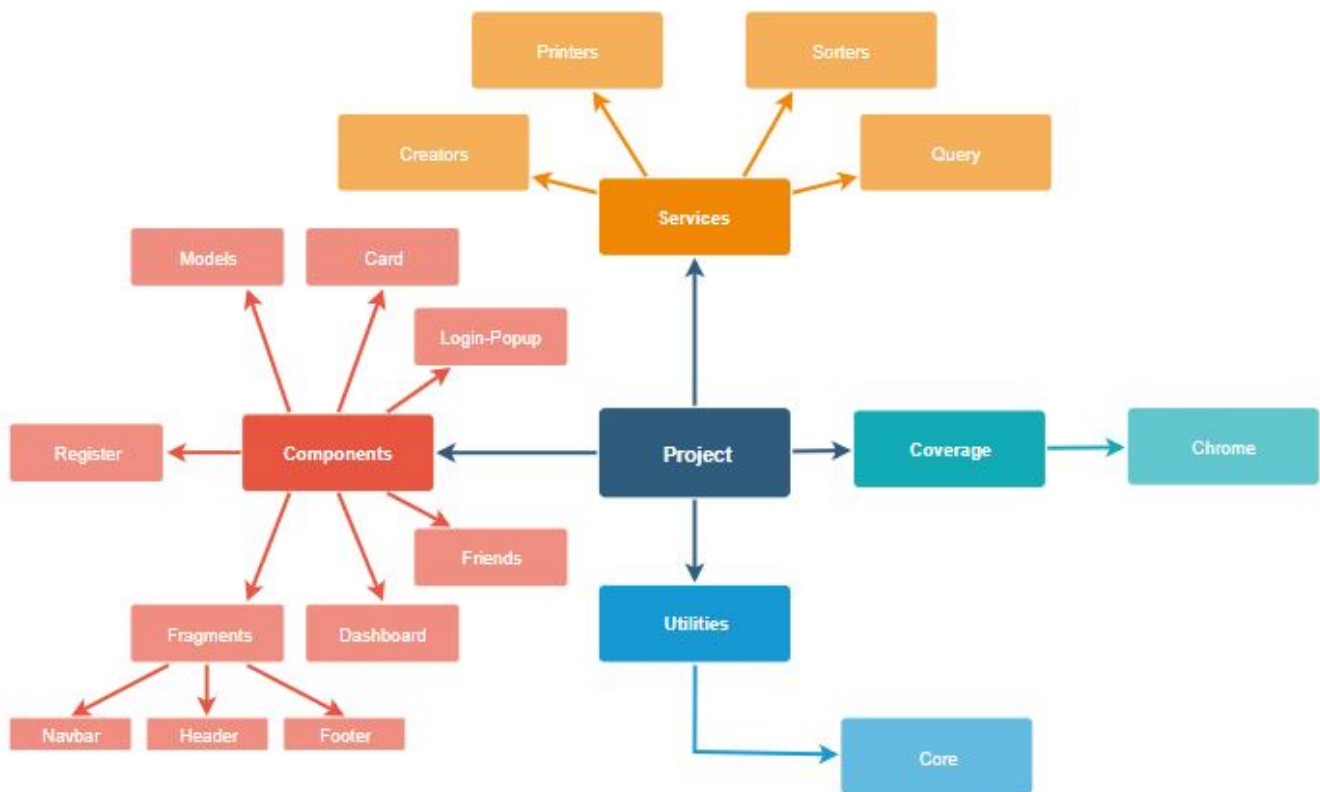 Printers
Sorters
Creators
Query
Services
Models
Card
Login-Popup
Register
Components
Project
Coverage
Chrome
Friends
Fragments
Dashboard
Utilities
Navbar
Header
Footer
Core